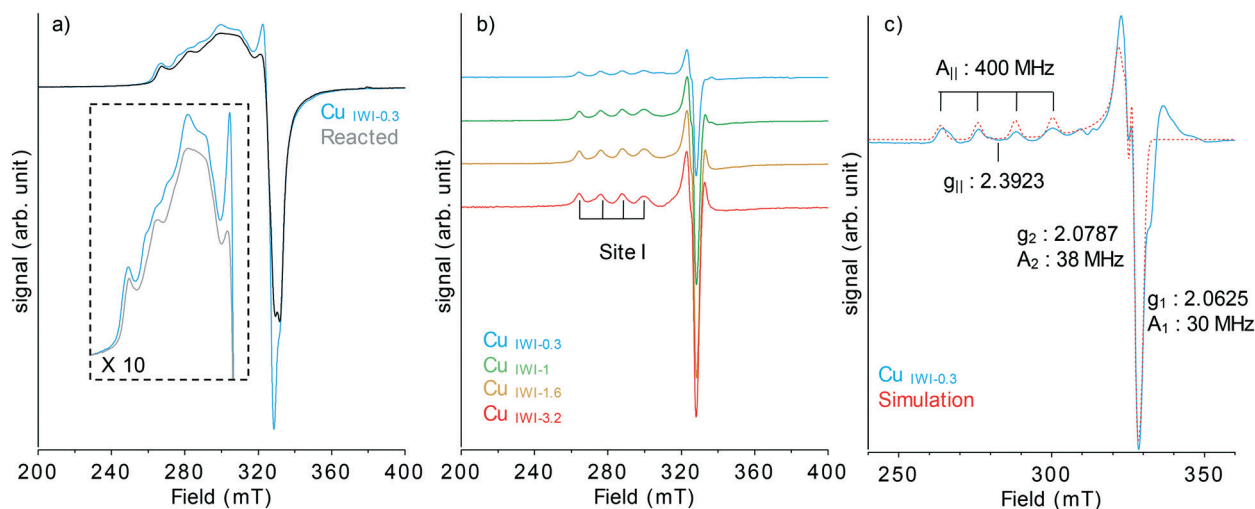 a)
signal (arb. unit)
Cu IWI-0.3
Reacted
X 10
200 240 280 320 360 400
Field (mT)
b)
signal (arb. unit)
Site I
Cu IWI-0.3
Cu IWI-1
Cu IWI-1.6
Cu IWI-3.2
200 240 280 320 360 400
Field (mT)
c)
signal (arb. unit)
A|| : 400 MHz
g|| : 2.3923
g2 : 2.0787
A2 : 38 MHz
g1 : 2.0625
A1 : 30 MHz
Cu IWI-0.3
Simulation
250 300 350
Field (mT)